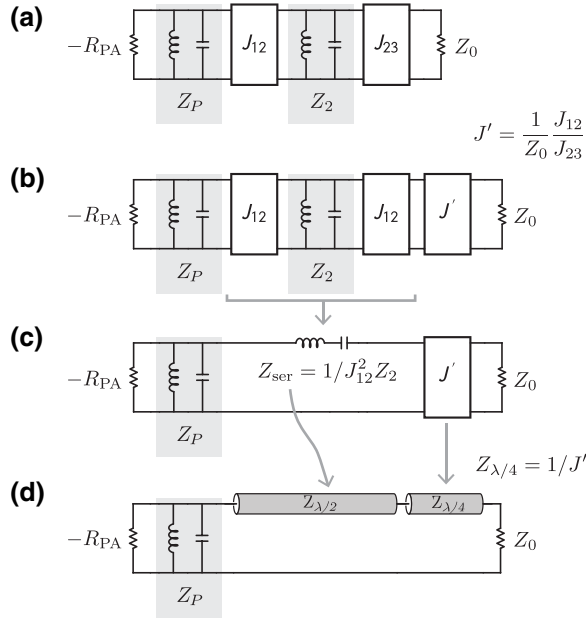 (a)
−R_PA
J_12
J_23
Z_0
Z_P
Z_2
J′ = 1/Z_0 J_12/J_23
(b)
−R_PA
J_12
J_12
J′
Z_0
Z_P
Z_2
(c)
−R_PA
Z_ser = 1/J_12^2 Z_2
J′
Z_0
Z_P
Z_λ/4 = 1/J′
(d)
Z_λ/2
Z_λ/4
−R_PA
Z_0
Z_P